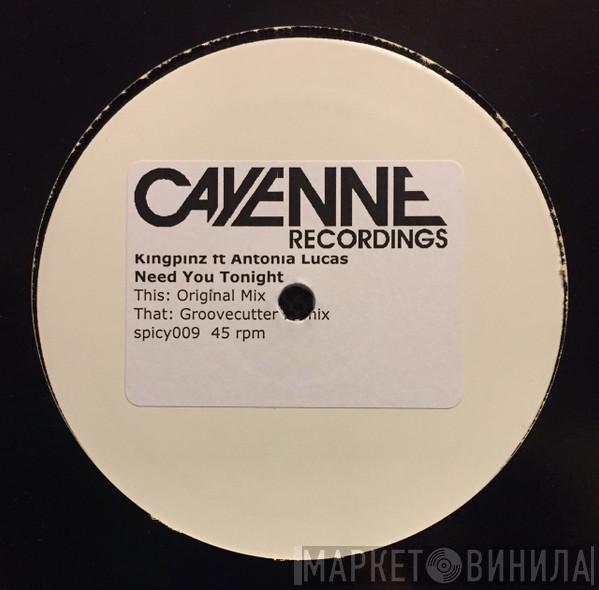 CAYENNE
RECORDINGS
Kingpinz ft Antonia Lucas
Need You Tonight
This: Original Mix
That: Groovecutter Remix
spicy009 45 rpm
МАРКЕТ ВИНИЛА